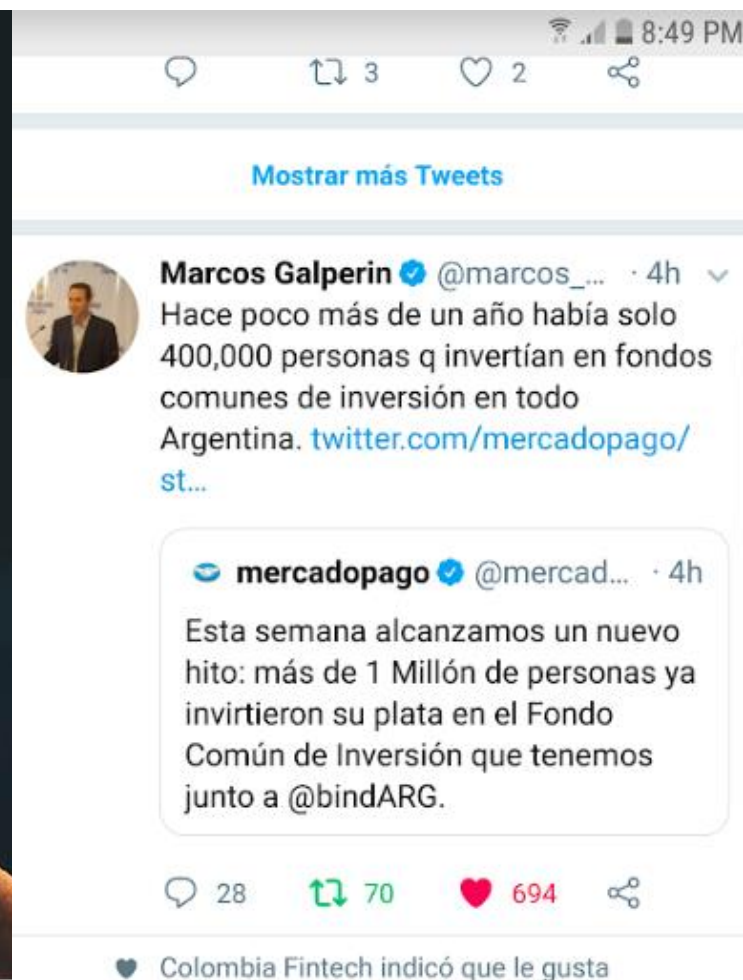 8:49 PM
3 2
Mostrar más Tweets
Marcos Galperin @marcos_... · 4h
Hace poco más de un año había solo
400,000 personas q invertían en fondos
comunes de inversión en todo
Argentina. twitter.com/mercadopago/
st...
mercadopago @mercad... · 4h
Esta semana alcanzamos un nuevo
hito: más de 1 Millón de personas ya
invirtieron su plata en el Fondo
Común de Inversión que tenemos
junto a @bindARG.
28 70 694
Colombia Fintech indicó que le gusta